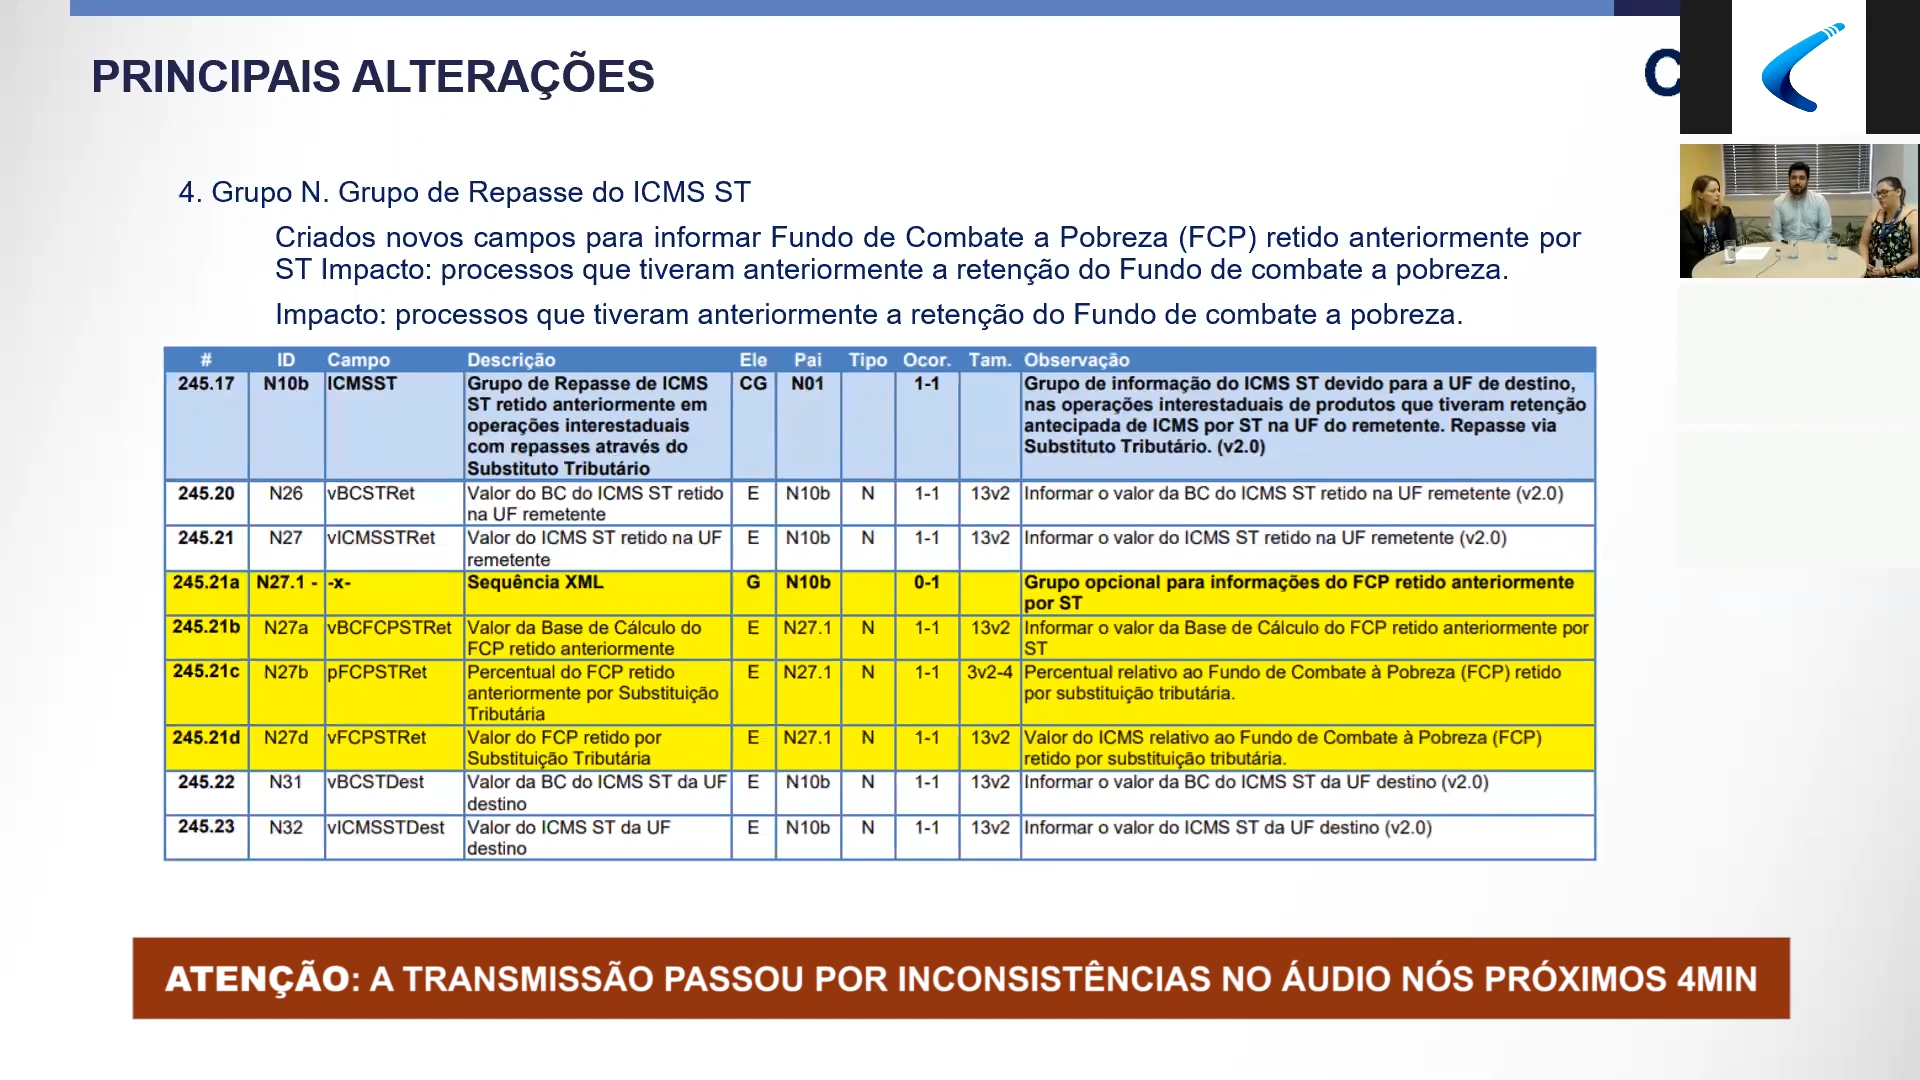 PRINCIPAIS ALTERAÇÕES
C
4. Grupo N. Grupo de Repasse do ICMS ST
Criados novos campos para informar Fundo de Combate a Pobreza (FCP) retido anteriormente por
ST Impacto: processos que tiveram anteriormente a retenção do Fundo de combate a pobreza.
Impacto: processos que tiveram anteriormente a retenção do Fundo de combate a pobreza.
# ID Campo Descrição Ele Pai Tipo Ocor. Tam. Observação
245.17 N10b ICMSST Grupo de Repasse de ICMS CG N01 1-1 Grupo de informação do ICMS ST devido para a UF de destino,
ST retido anteriormente em nas operações interestaduais de produtos que tiveram retenção
operações interestaduais antecipada de ICMS por ST na UF do remetente. Repasse via
com repasses através do Substituto Tributário. (v2.0)
Substituto Tributário
245.20 N26 vBCSTRet Valor do BC do ICMS ST retido E N10b N 1-1 13v2 Informar o valor da BC do ICMS ST retido na UF remetente (v2.0)
na UF remetente
245.21 N27 vICMSSTRet Valor do ICMS ST retido na UF E N10b N 1-1 13v2 Informar o valor do ICMS ST retido na UF remetente (v2.0)
remetente
245.21a N27.1 - -x- Sequência XML G N10b 0-1 Grupo opcional para informações do FCP retido anteriormente
por ST
245.21b N27a vBCFCPSTRet Valor da Base de Cálculo do E N27.1 N 1-1 13v2 Informar o valor da Base de Cálculo do FCP retido anteriormente por
FCP retido anteriormente ST
245.21c N27b pFCPSTRet Percentual do FCP retido E N27.1 N 1-1 3v2-4 Percentual relativo ao Fundo de Combate à Pobreza (FCP) retido
anteriormente por Substituição por substituição tributária.
Tributária
245.21d N27d vFCPSTRet Valor do FCP retido por E N27.1 N 1-1 13v2 Valor do ICMS relativo ao Fundo de Combate à Pobreza (FCP)
Substituição Tributária retido por substituição tributária.
245.22 N31 vBCSTDest Valor da BC do ICMS ST da UF E N10b N 1-1 13v2 Informar o valor da BC do ICMS ST da UF destino (v2.0)
destino
245.23 N32 vICMSSTDest Valor do ICMS ST da UF E N10b N 1-1 13v2 Informar o valor do ICMS ST da UF destino (v2.0)
destino
ATENÇÃO: A TRANSMISSÃO PASSOU POR INCONSISTÊNCIAS NO ÁUDIO NÓS PRÓXIMOS 4MIN